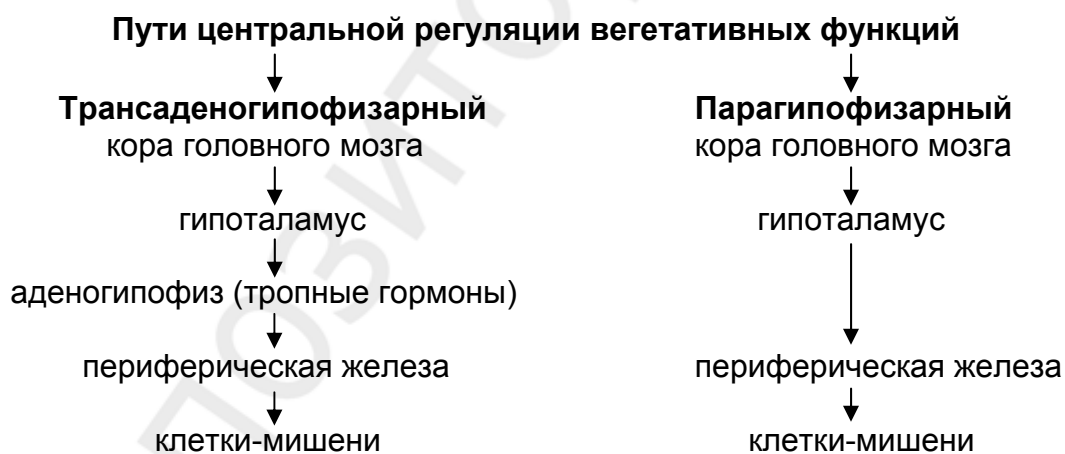 Пути центральной регуляции вегетативных функций
Трансаденогипофизарный
кора головного мозга
гипоталамус
аденогипофиз (тропные гормоны)
периферическая железа
клетки-мишени
Парагипофизарный
кора головного мозга
гипоталамус
периферическая железа
клетки-мишени